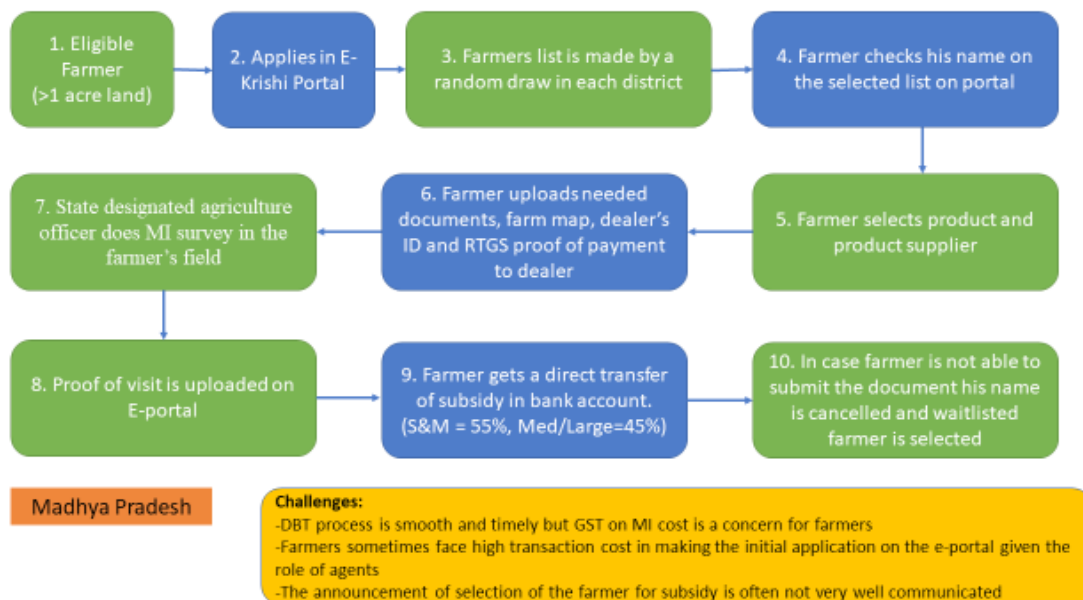 1. Eligible
Farmer
(>1 acre land)
2. Applies in E-
Krishi Portal
3. Farmers list is made by a
random draw in each district
4. Farmer checks his name on
the selected list on portal
5. Farmer selects product and
product supplier
6. Farmer uploads needed
documents, farm map, dealer's
ID and RTGS proof of payment
to dealer
7. State designated agriculture
officer does MI survey in the
farmer's field
8. Proof of visit is uploaded on
E-portal
9. Farmer gets a direct transfer
of subsidy in bank account.
(S&M = 55%, Med/Large=45%)
10. In case farmer is not able to
submit the document his name
is cancelled and waitlisted
farmer is selected
Madhya Pradesh
Challenges:
-DBT process is smooth and timely but GST on MI cost is a concern for farmers
-Farmers sometimes face high transaction cost in making the initial application on the e-portal given the
role of agents
-The announcement of selection of the farmer for subsidy is often not very well communicated